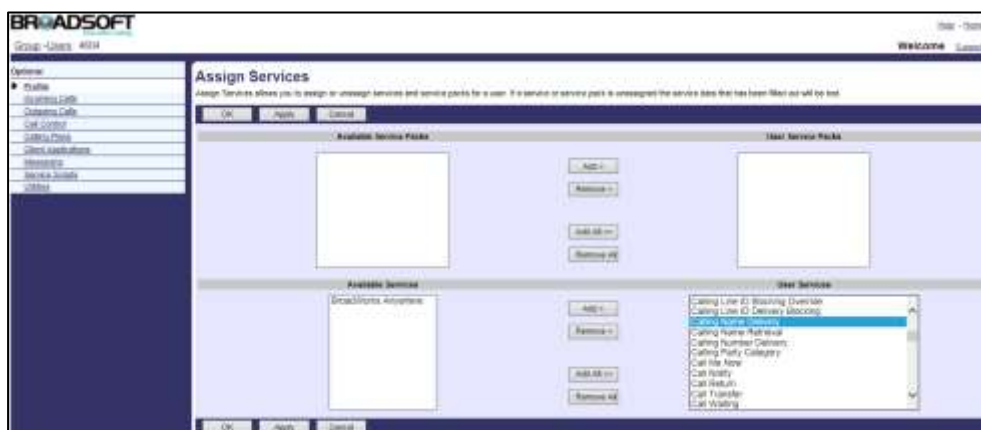 BROADSOFT
Help - Home
Group >Users : 4604
Welcome
Options:
Profile
Incoming Calls
Outgoing Calls
Call Control
Calling Plans
Client Applications
Messaging
Service Scripts
Utilities
Assign Services
Assign Services allows you to assign or unassign services and service packs for a user. If a service or service pack is unassigned the service data that has been filled out will be lost.
OK Apply Cancel
Available Service Packs User Service Packs
Add >
Remove <
Add All >>
Remove All
Available Services User Services
BroadWorks Anywhere
Add >
Remove <
Add All >>
Remove All
Calling Line ID Blocking Override
Calling Line ID Delivery Blocking
Calling Name Delivery
Calling Name Retrieval
Calling Number Delivery
Calling Party Category
Call Me Now
Call Notify
Call Return
Call Transfer
Call Waiting
OK Apply Cancel